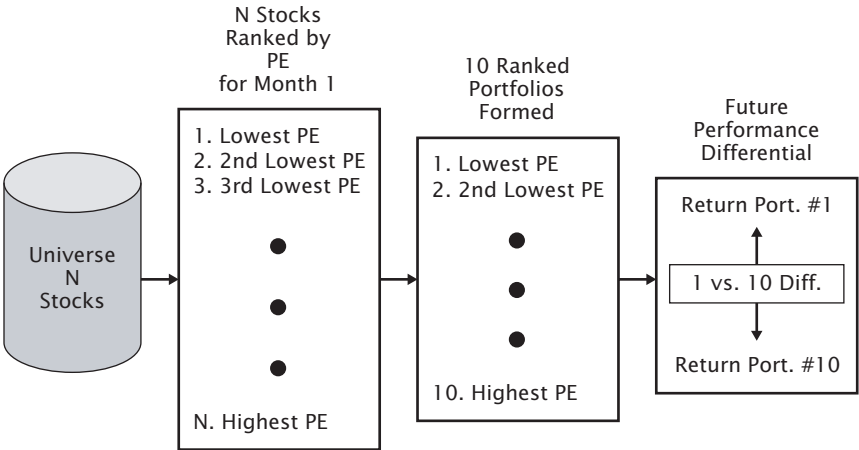 N Stocks
Ranked by
PE
for Month 1
10 Ranked
Portfolios
Formed
Future
Performance
Differential
Universe
N
Stocks
1. Lowest PE
2. 2nd Lowest PE
3. 3rd Lowest PE
N. Highest PE
1. Lowest PE
2. 2nd Lowest PE
10. Highest PE
Return Port. #1
1 vs. 10 Diff.
Return Port. #10